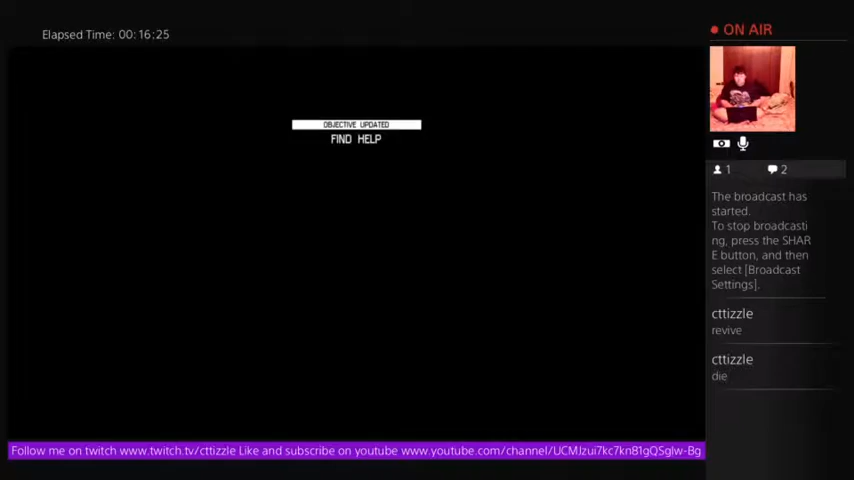 Elapsed Time: 00:16:25
ON AIR
OBJECTIVE UPDATED
FIND HELP
1 2
The broadcast has
started.
To stop broadcasti
ng, press the SHAR
E button, and then
select [Broadcast
Settings].
cttizzle
revive
cttizzle
die
Follow me on twitch www.twitch.tv/cttizzle Like and subscribe on youtube www.youtube.com/channel/UCMJzui7kc7kn81gQSglw-Bg